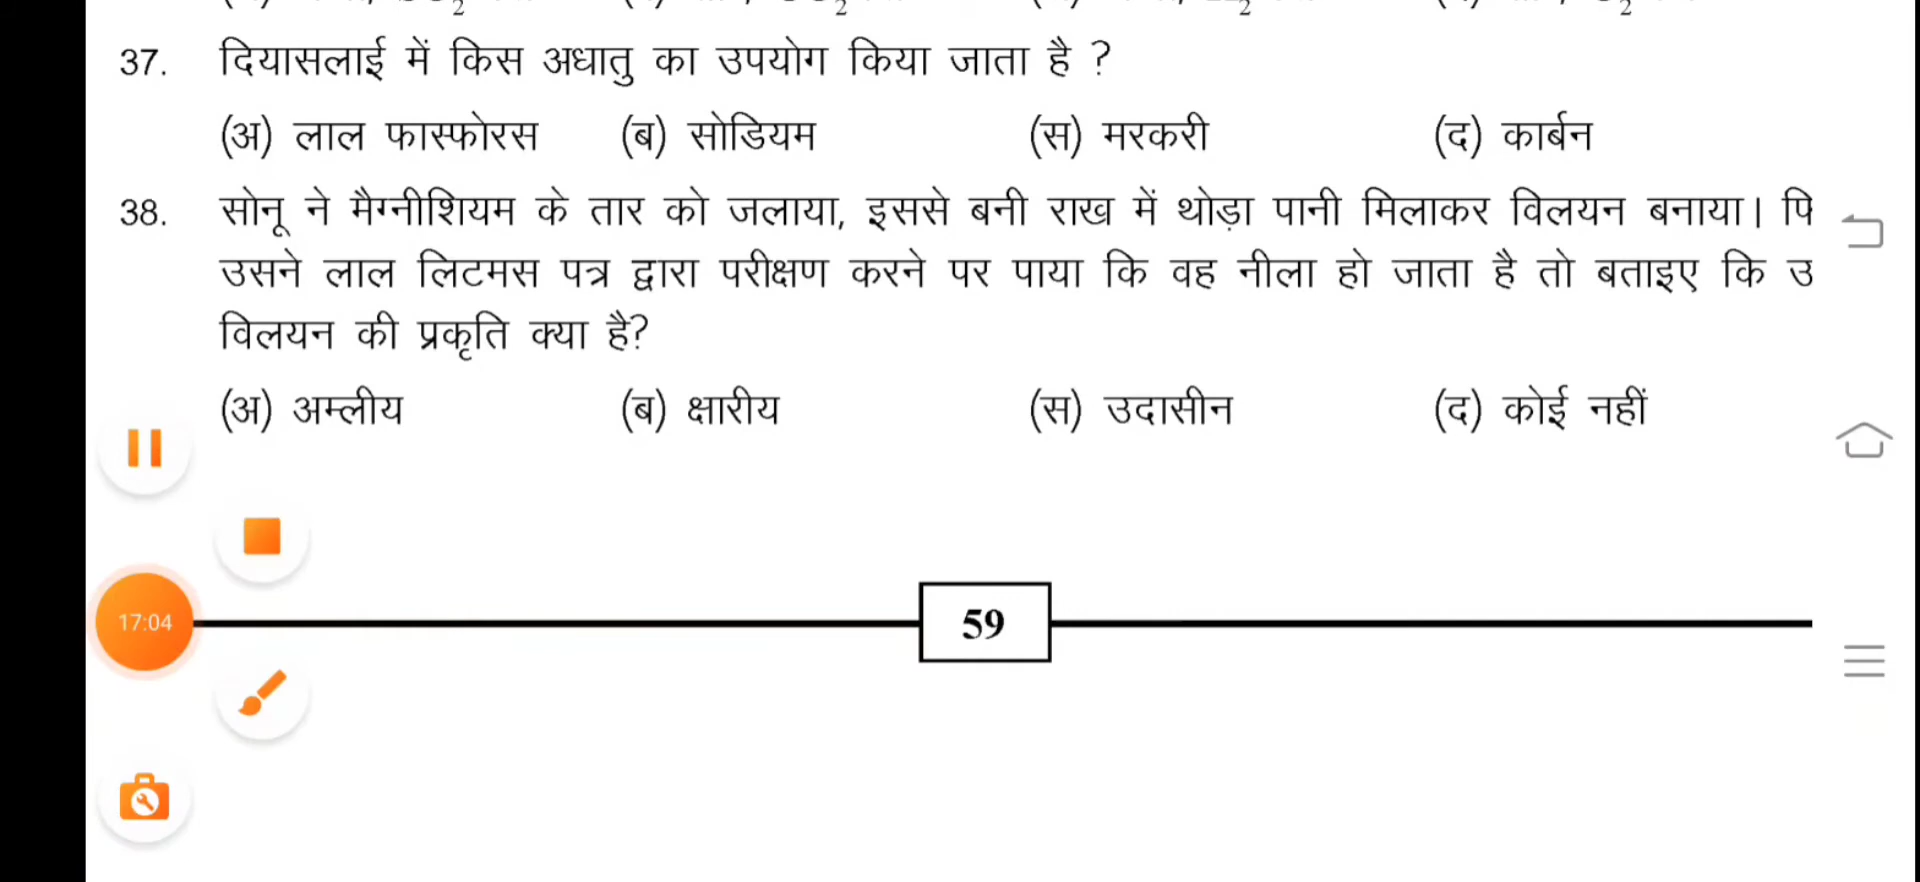 37. दियासलाई में किस अधातु का उपयोग किया जाता है ?
(अ) लाल फास्फोरस (ब) सोडियम (स) मरकरी (द) कार्बन
38. सोनू ने मैग्नीशियम के तार को जलाया, इससे बनी राख में थोड़ा पानी मिलाकर विलयन बनाया।
उसने लाल लिटमस पत्र द्वारा परीक्षण करने पर पाया कि वह नीला हो जाता है तो बताइए कि उ
विलयन की प्रकृति क्या है?
(अ) अम्लीय (ब) क्षारीय (स) उदासीन (द) कोई नहीं
17:04
59